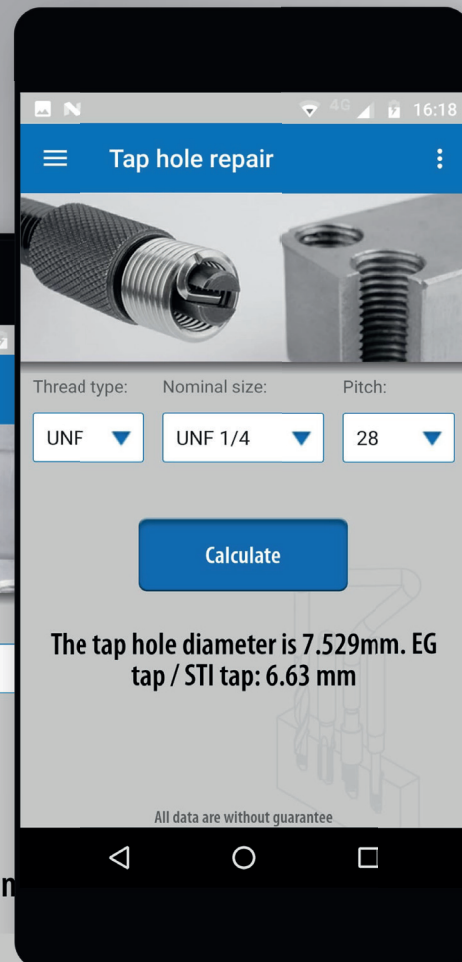 4G 16:18
Tap hole repair
Thread type: Nominal size: Pitch:
UNF UNF 1/4 28
Calculate
The tap hole diameter is 7.529mm. EG
tap / STI tap: 6.63 mm
All data are without guarantee